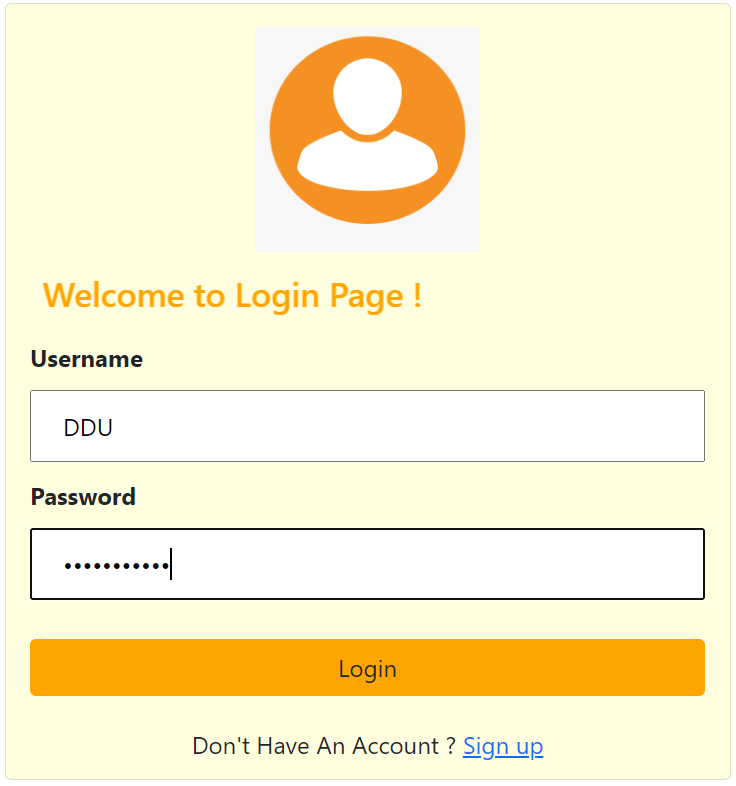 Welcome to Login Page !
Username
DDU
Password
•••••••••••
Login
Don't Have An Account ? Sign up